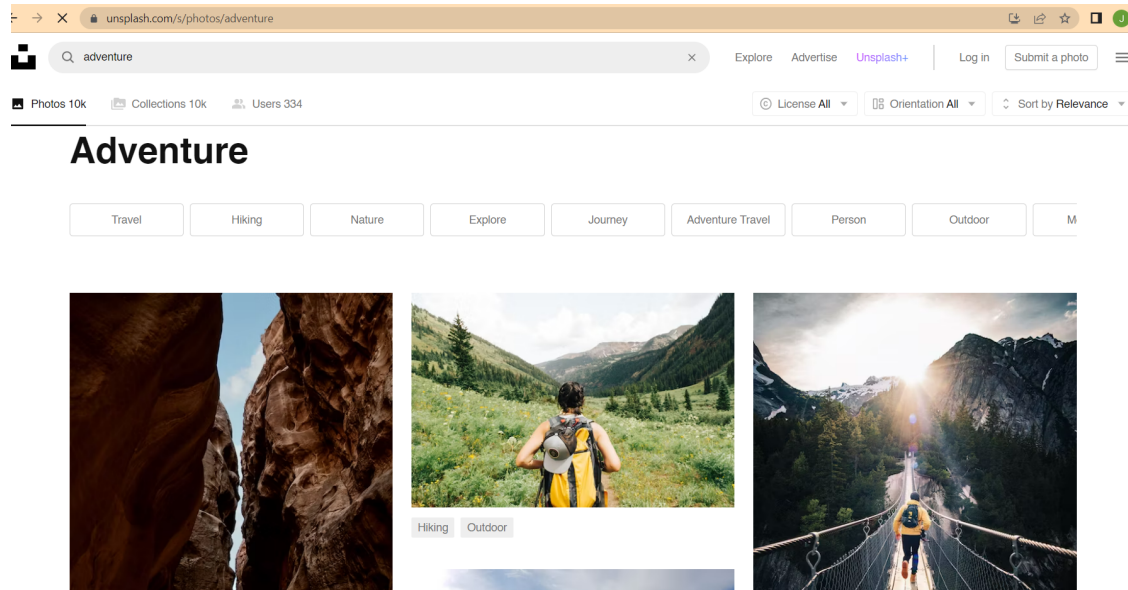 unsplash.com/s/photos/adventure
J
adventure
Explore Advertise Unsplash+ Log in Submit a photo
Photos 10k Collections 10k Users 334
License All Orientation All Sort by Relevance
Adventure
Travel Hiking Nature Explore Journey Adventure Travel Person Outdoor
Hiking Outdoor